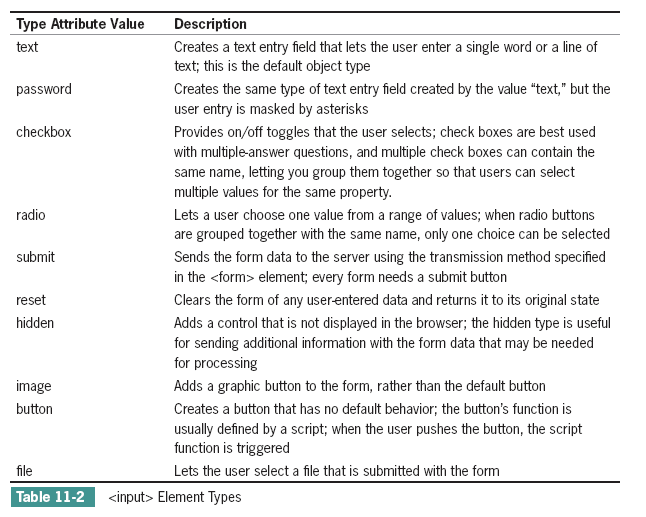 Type Attribute Value Description
text Creates a text entry field that lets the user enter a single word or a line of
text; this is the default object type
password Creates the same type of text entry field created by the value “text,” but the
user entry is masked by asterisks
checkbox Provides on/off toggles that the user selects; check boxes are best used
with multiple-answer questions, and multiple check boxes can contain the
same name, letting you group them together so that users can select
multiple values for the same property.
radio Lets a user choose one value from a range of values; when radio buttons
are grouped together with the same name, only one choice can be selected
submit Sends the form data to the server using the transmission method specified
in the <form> element; every form needs a submit button
reset Clears the form of any user-entered data and returns it to its original state
hidden Adds a control that is not displayed in the browser; the hidden type is useful
for sending additional information with the form data that may be needed
for processing
image Adds a graphic button to the form, rather than the default button
button Creates a button that has no default behavior; the button’s function is
usually defined by a script; when the user pushes the button, the script
function is triggered
file Lets the user select a file that is submitted with the form
Table 11-2 <input> Element Types